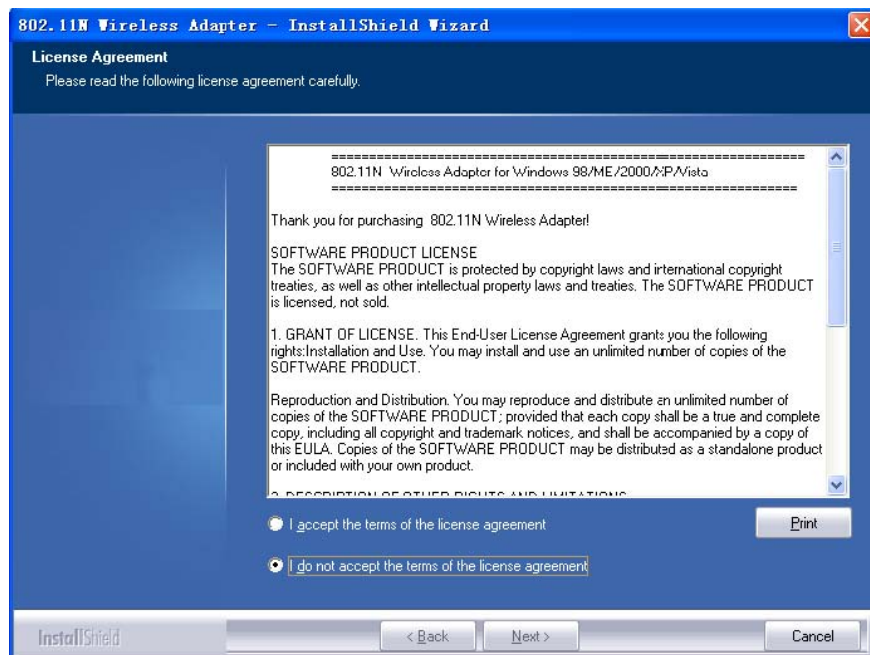 802.11N Wireless Adapter - InstallShield Wizard
License Agreement
Please read the following license agreement carefully.
====================================================================
802.11N Wireless Adapter for Windows 98/ME/2000/XP/Vista
===================================================================
Thank you for purchasing 802.11N Wireless Adapter!
SOFTWARE PRODUCT LICENSE
The SOFTWARE PRODUCT is protected by copyright laws and international copyright
treaties, as well as other intellectual property laws and treaties. The SOFTWARE PRODUCT
is licensed, not sold.
1. GRANT OF LICENSE. This End-User License Agreement grants you the following
rights:Installation and Use. You may install and use an unlimited number of copies of the
SOFTWARE PRODUCT.
Reproduction and Distribution. You may reproduce and distribute an unlimited number of
copies of the SOFTWARE PRODUCT; provided that each copy shall be a true and complete
copy, including all copyright and trademark notices, and shall be accompanied by a copy of
this EULA. Copies of the SOFTWARE PRODUCT may be distributed as a standalone product
or included with your own product.
2. DESCRIPTION OF OTHER RIGHTS AND LIMITATIONS
I accept the terms of the license agreement
Print
I do not accept the terms of the license agreement
InstallShield
< Back
Next >
Cancel